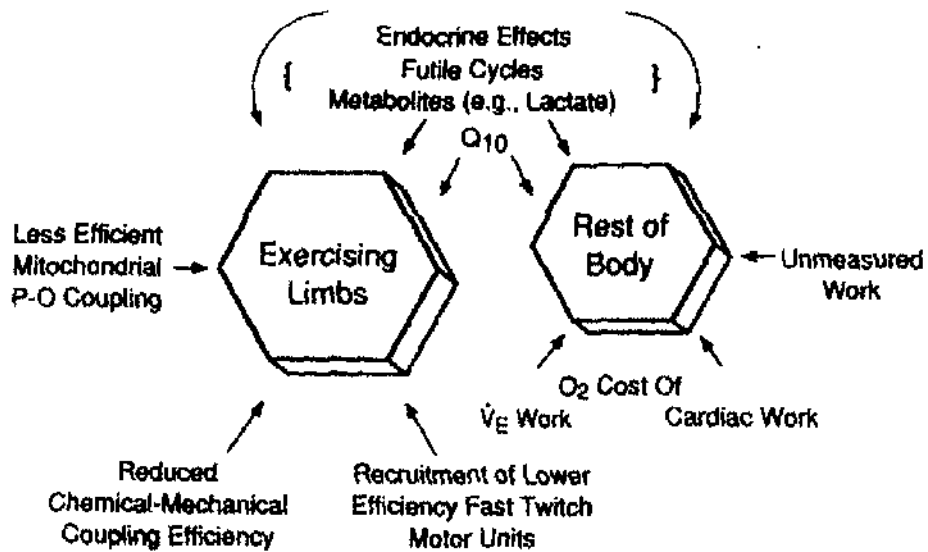 Endocrine Effects
{ Futile Cycles }
Metabolites (e.g., Lactate)
Q10
Less Efficient
Mitochondrial
P-O Coupling
Exercising
Limbs
Rest of
Body
Unmeasured
Work
O2 Cost Of
V̇E Work
Cardiac Work
Reduced
Chemical-Mechanical
Coupling Efficiency
Recruitment of Lower
Efficiency Fast Twitch
Motor Units